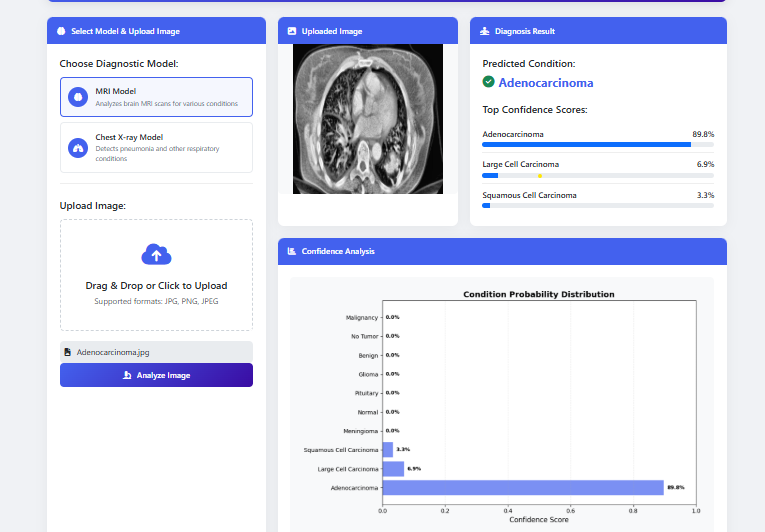 Select Model & Upload Image
Choose Diagnostic Model:
MRI Model
Analyzes brain MRI scans for various conditions
Chest X-ray Model
Detects pneumonia and other respiratory
conditions
Upload Image:
Drag & Drop or Click to Upload
Supported formats: JPG, PNG, JPEG
Adenocarcinoma.jpg
Analyze Image
Uploaded Image
Diagnosis Result
Predicted Condition:
Adenocarcinoma
Top Confidence Scores:
Adenocarcinoma 89.8%
Large Cell Carcinoma 6.9%
Squamous Cell Carcinoma 3.3%
Confidence Analysis
Condition Probability Distribution
Malignancy 0.0%
No Tumor 0.0%
Benign 0.0%
Glioma 0.0%
Pituitary 0.0%
Normal 0.0%
Meningioma 0.0%
Squamous Cell Carcinoma 3.3%
Large Cell Carcinoma 6.9%
Adenocarcinoma 89.8%
0.0 0.2 0.4 0.6 0.8 1.0
Confidence Score